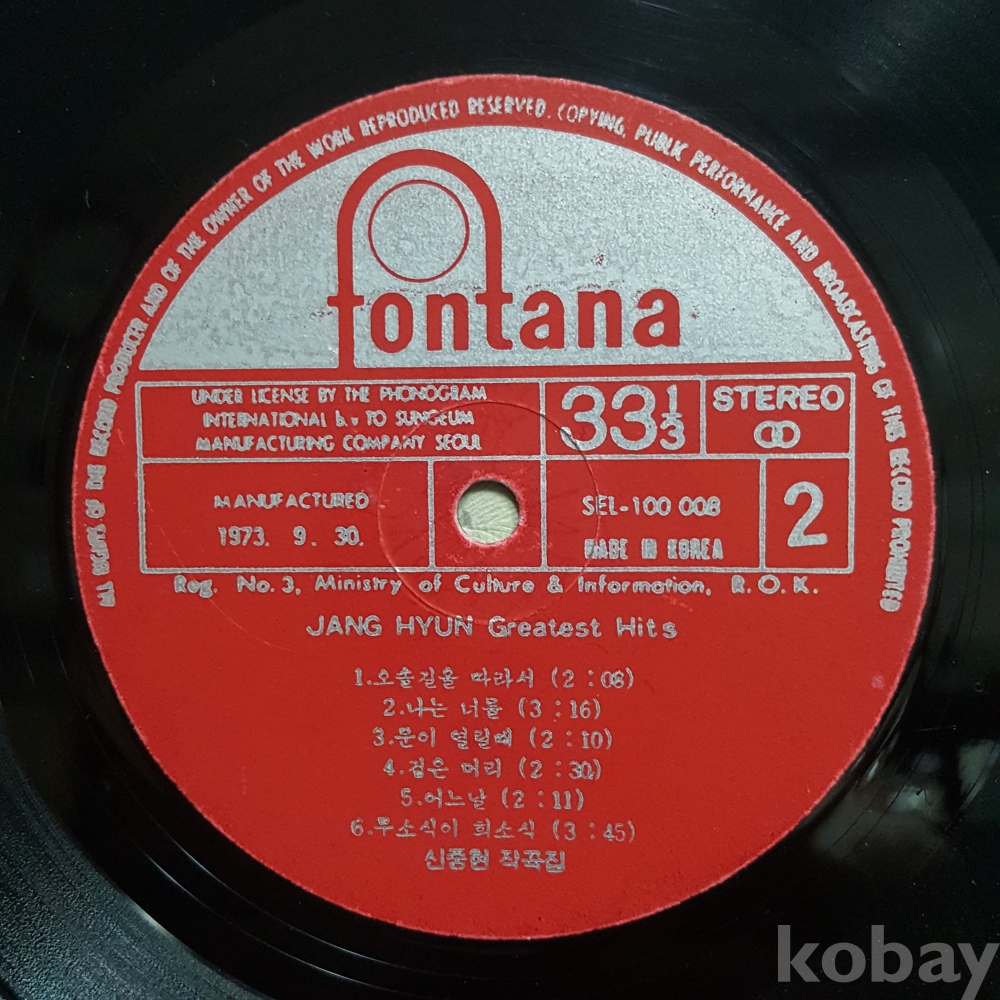 ALL RIGHTS OF THE RECORD PRODUCER AND OF THE OWNER OF THE WORK REPRODUCED RESERVED. COPYING, PUBLIC PERFORMANCE AND BROADCASTING OF THIS RECORD PROHIBITED
fontana
UNDER LICENSE BY THE PHONOGRAM
INTERNATIONAL b.v TO SUNGEUM
MANUFACTURING COMPANY SEOUL
33 1/3
STEREO
MANUFACTURED
1973. 9. 30.
SEL-100 008
MADE IN KOREA
2
Reg. No. 3, Ministry of Culture & Information, R.O.K.
JANG HYUN Greatest Hits
1.오솔길을 따라서 (2 : 08)
2.나는 너를 (3 : 16)
3.문이 열릴때 (2 : 10)
4.검은 머리 (2 : 30)
5.어느날 (2 : 11)
6.무소식이 희소식 (3 : 45)
신중현 작곡집
kobay